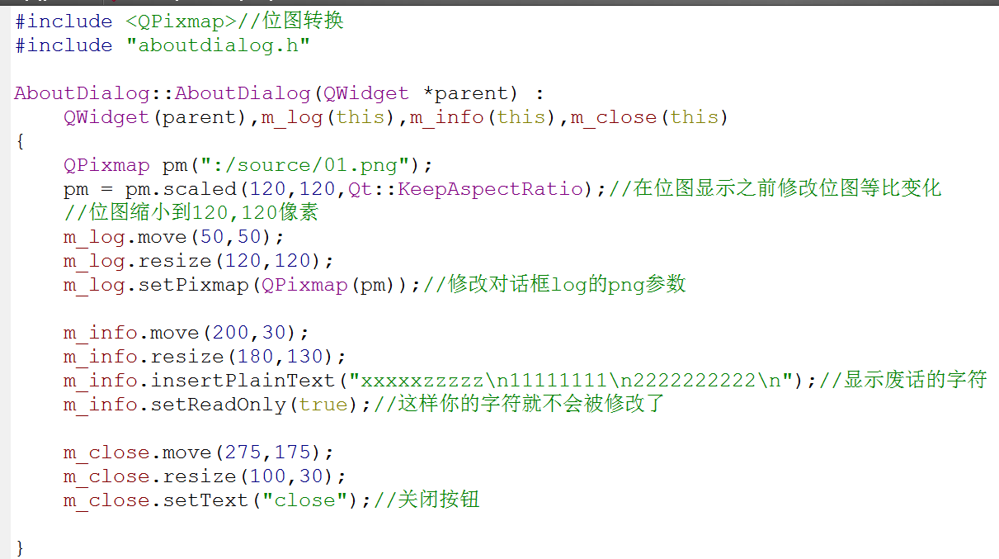 #include <QPixmap>//位图转换
#include "aboutdialog.h"
AboutDialog::AboutDialog(QWidget *parent) :
    QWidget(parent),m_log(this),m_info(this),m_close(this)
{
    QPixmap pm(":/source/01.png");
    pm = pm.scaled(120,120,Qt::KeepAspectRatio);//在位图显示之前修改位图等比变化
    //位图缩小到120,120像素
    m_log.move(50,50);
    m_log.resize(120,120);
    m_log.setPixmap(QPixmap(pm));//修改对话框log的png参数
    m_info.move(200,30);
    m_info.resize(180,130);
    m_info.insertPlainText("xxxxxzzzzz\n11111111\n2222222222\n");//显示废话的字符
    m_info.setReadOnly(true);//这样你的字符就不会被修改了
    m_close.move(275,175);
    m_close.resize(100,30);
    m_close.setText("close");//关闭按钮
}